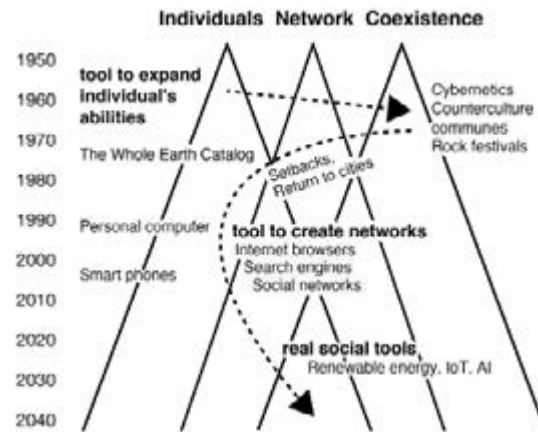 Individuals Network Coexistence
1950
1960
1970
1980
1990
2000
2010
2020
2030
2040
tool to expand
individual's
abilities
The Whole Earth Catalog
Personal computer
Smart phones
Cybernetics
Counterculture
communes
Rock festivals
Setbacks,
Return to cities
tool to create networks
Internet browsers
Search engines
Social networks
real social tools
Renewable energy, IoT, AI